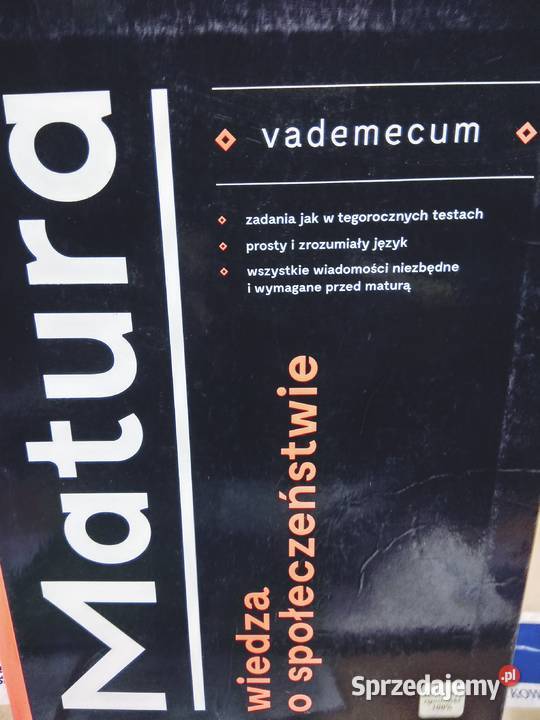 Matura
vademecum
zadania jak w tegorocznych testach
prosty i zrozumiały język
wszystkie wiadomości niezbędne
i wymagane przed maturą
wiedza
o społeczeństwie
Sprzedajemy.pl
KOW